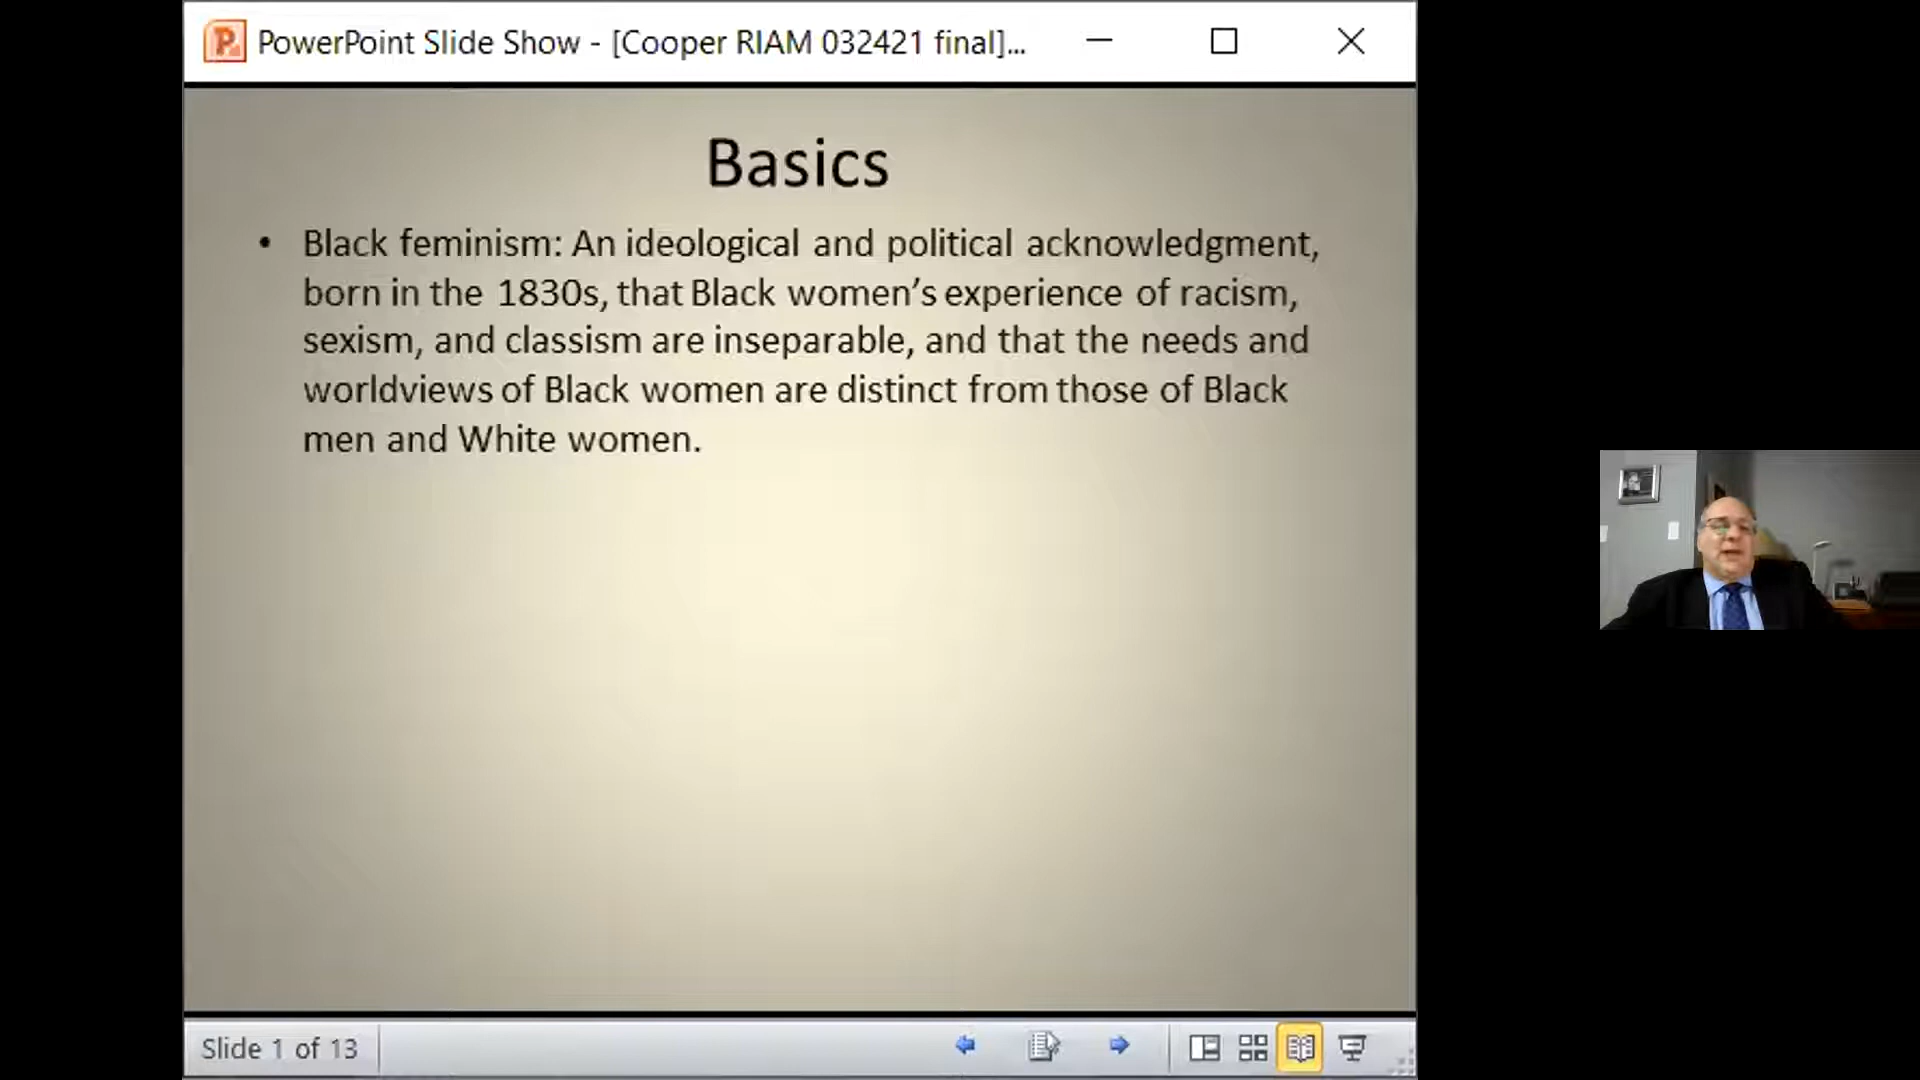 PowerPoint Slide Show - [Cooper RIAM 032421 final]...
Basics
• Black feminism: An ideological and political acknowledgment,
born in the 1830s, that Black women’s experience of racism,
sexism, and classism are inseparable, and that the needs and
worldviews of Black women are distinct from those of Black
men and White women.
Slide 1 of 13